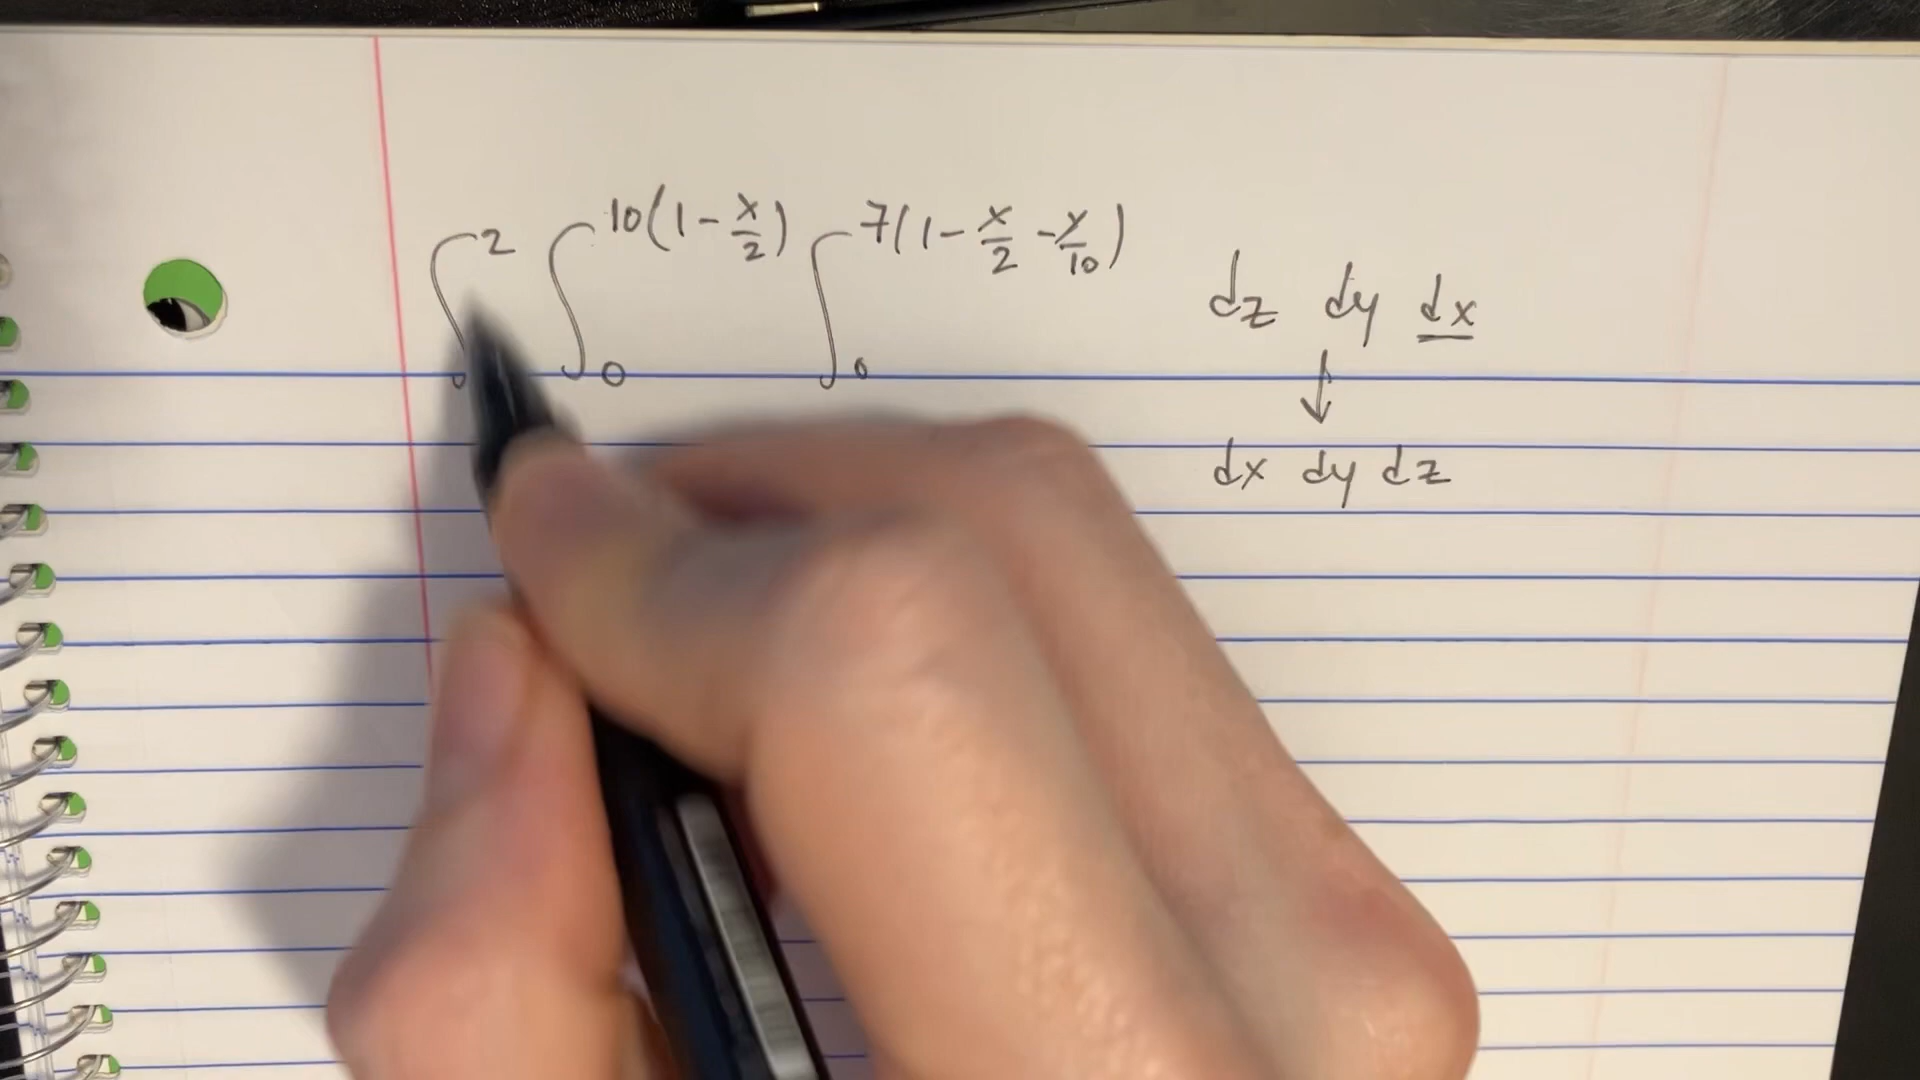 ∫₀² ∫₀^{10(1 - x/2)} ∫₀^{7(1 - x/2 - y/10)} dz dy dx
↓
dx dy dz